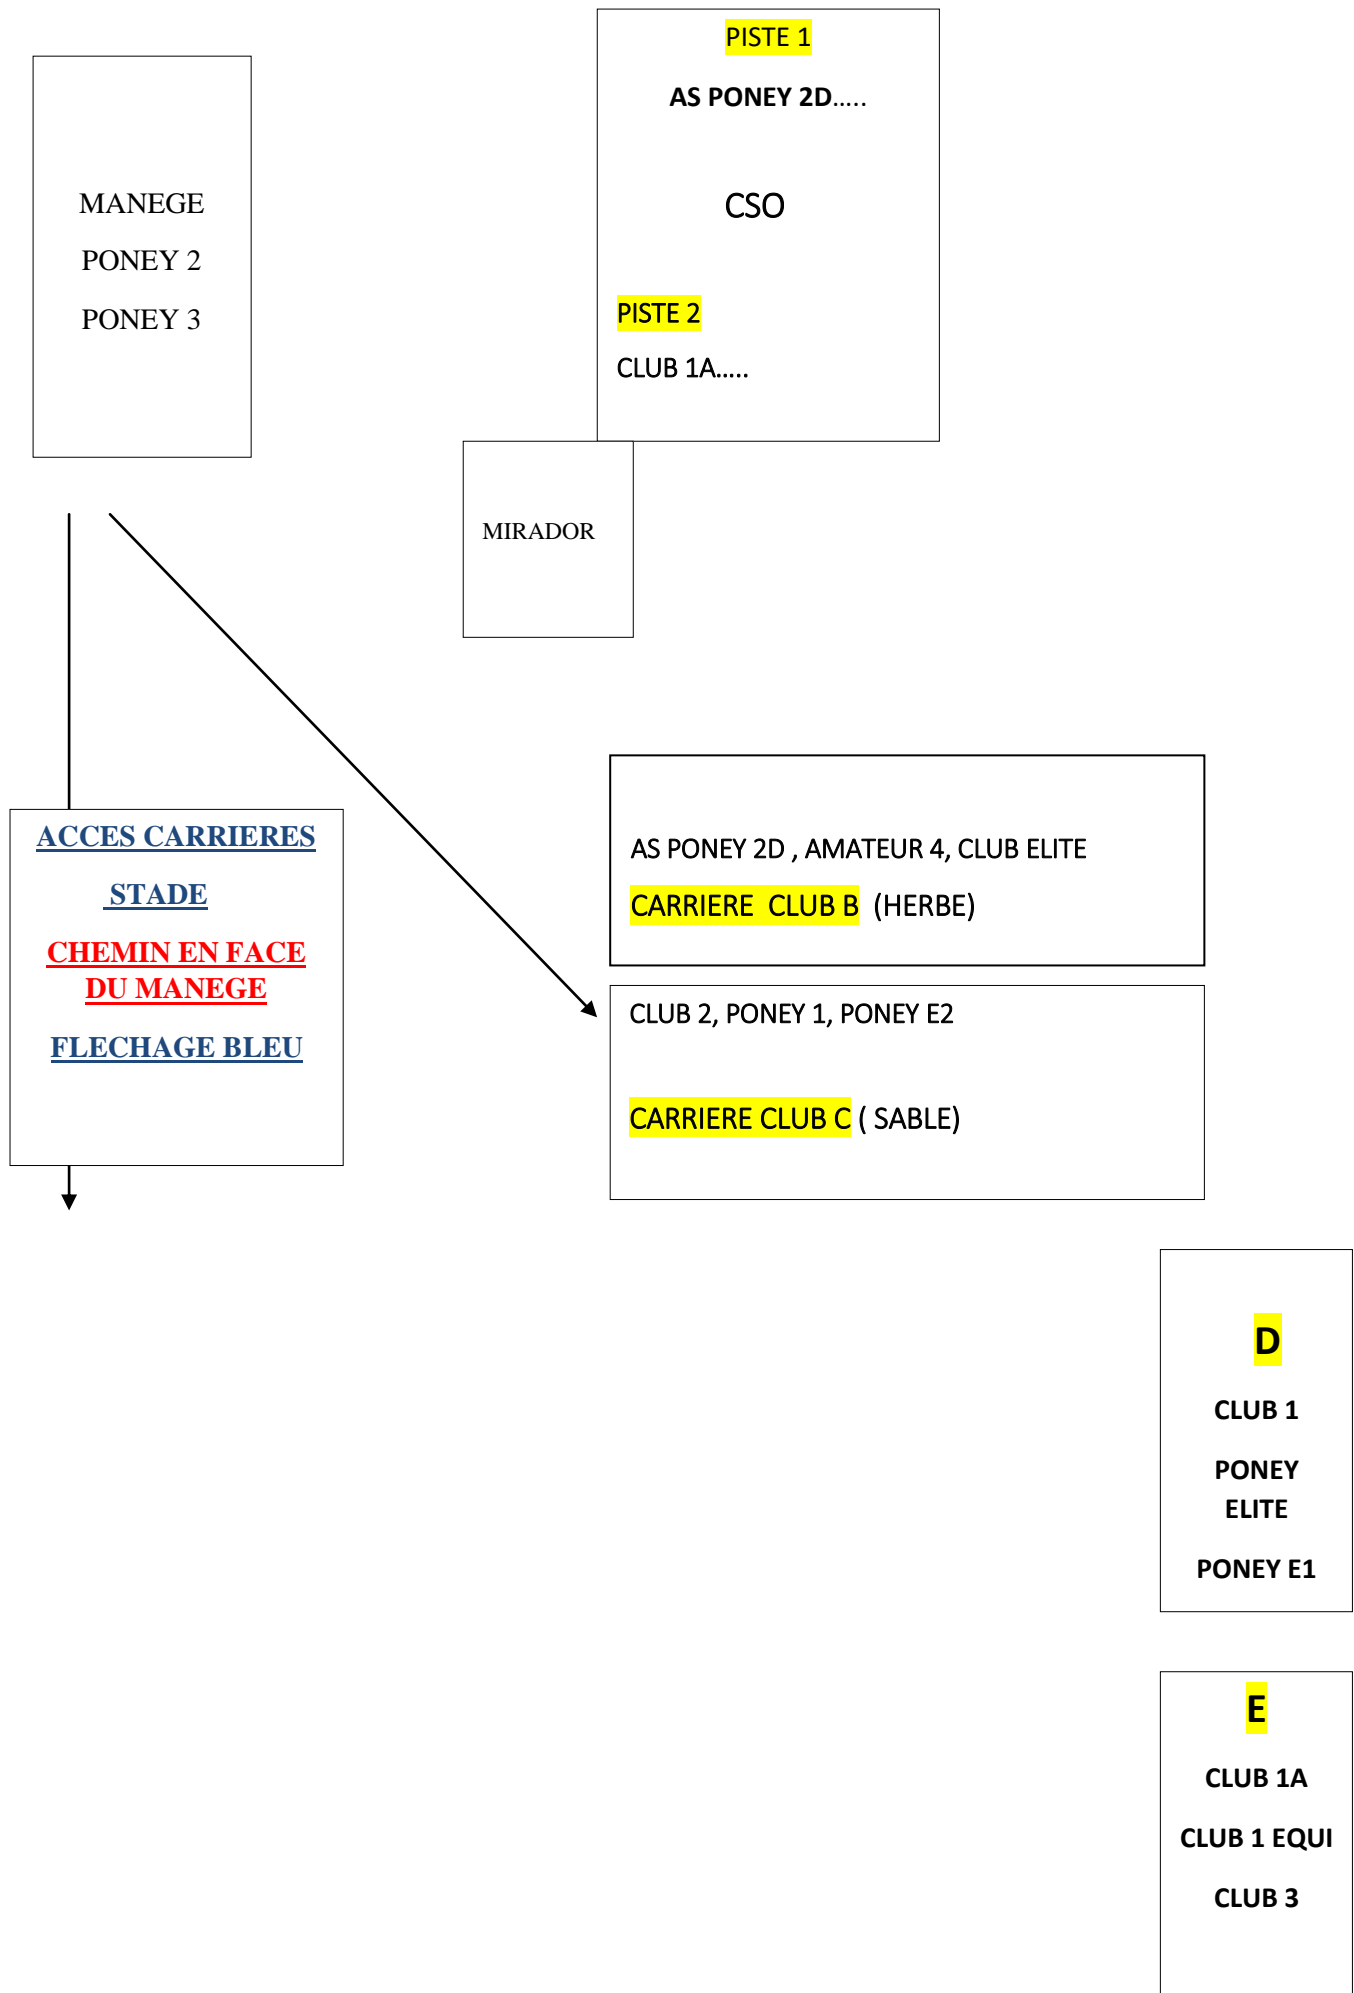 PISTE 1
AS PONEY 2D.....
CSO
PISTE 2
CLUB 1A.....
MANEGE
PONEY 2
PONEY 3
MIRADOR
ACCES CARRIERES
STADE
CHEMIN EN FACE
DU MANEGE
FLECHAGE BLEU
AS PONEY 2D , AMATEUR 4, CLUB ELITE
CARRIERE  CLUB B  (HERBE)
CLUB 2, PONEY 1, PONEY E2
CARRIERE CLUB C ( SABLE)
D
CLUB 1
PONEY
ELITE
PONEY E1
E
CLUB 1A
CLUB 1 EQUI
CLUB 3